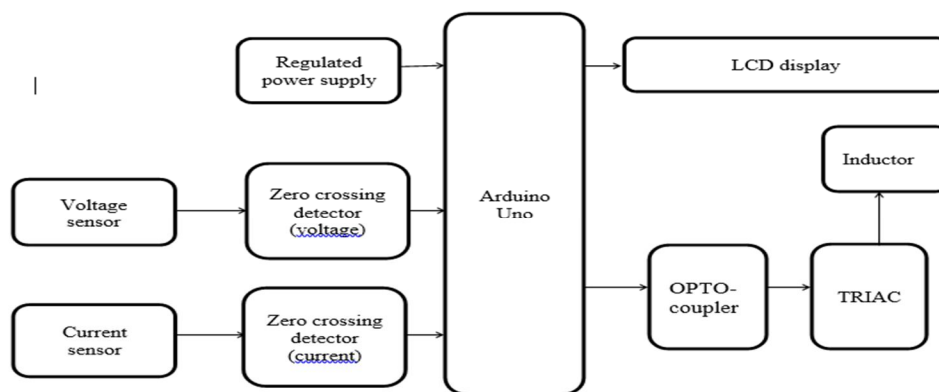 Regulated
power supply
LCD display
Inductor
Voltage
sensor
Zero crossing
detector
(voltage)
Arduino
Uno
OPTO-
coupler
TRIAC
Current
sensor
Zero crossing
detector
(current)